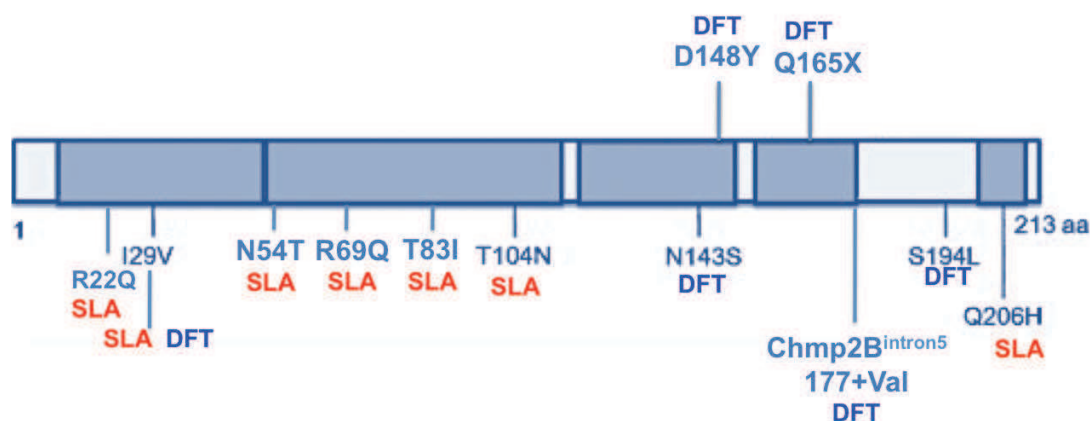 DFT DFT
D148Y Q165X
1 213 aa
I29V N54T R69Q T83I T104N N143S S194L
R22Q SLA SLA SLA SLA DFT DFT
SLA Q206H
SLA DFT Chmp2Bintron5 SLA
177+Val
DFT